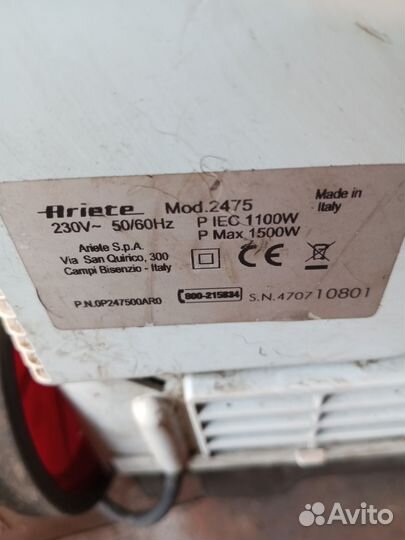 Ariete Mod.2475 Made in
Italy
230V~ 50/60Hz P IEC 1100W
P Max 1500W
Ariete S.p.A.
Via San Quirico, 300
Campi Bisenzio - Italy
CE
P.N.0P247500AR0 800-215834 S.N.470710801
Avito